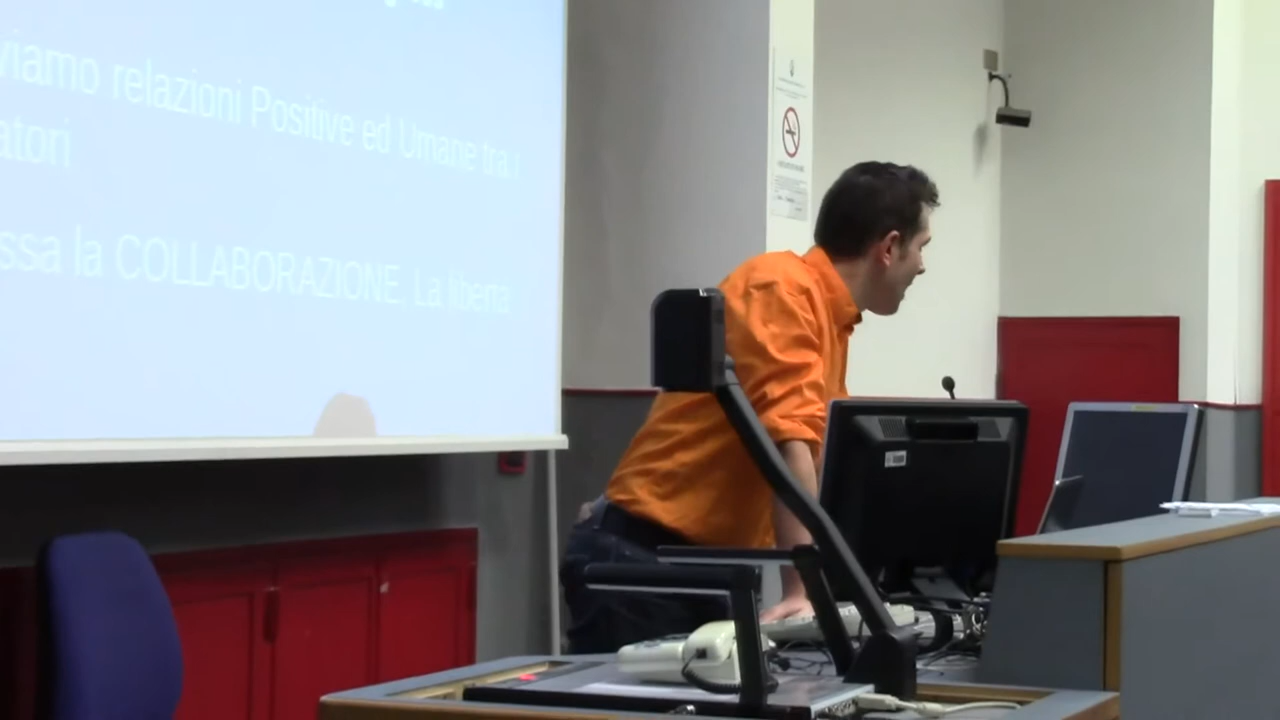 viamo relazioni Positive ed Umane tra i
atori
ssa la COLLABORAZIONE. La libertà